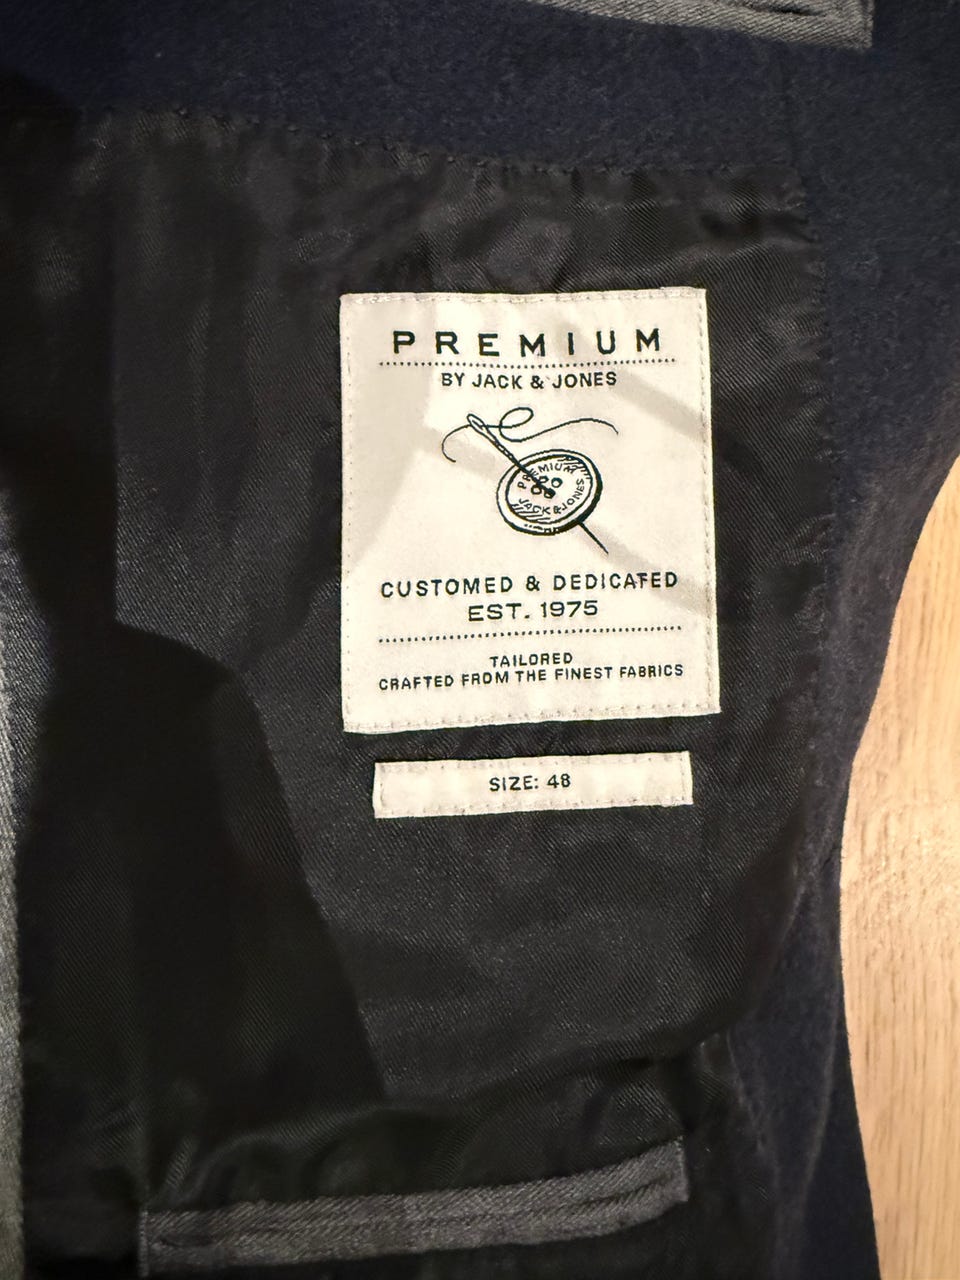 PREMIUM
BY JACK & JONES
PREMIUM
JACK & JONES
CUSTOMED & DEDICATED
EST. 1975
TAILORED
CRAFTED FROM THE FINEST FABRICS
SIZE: 48